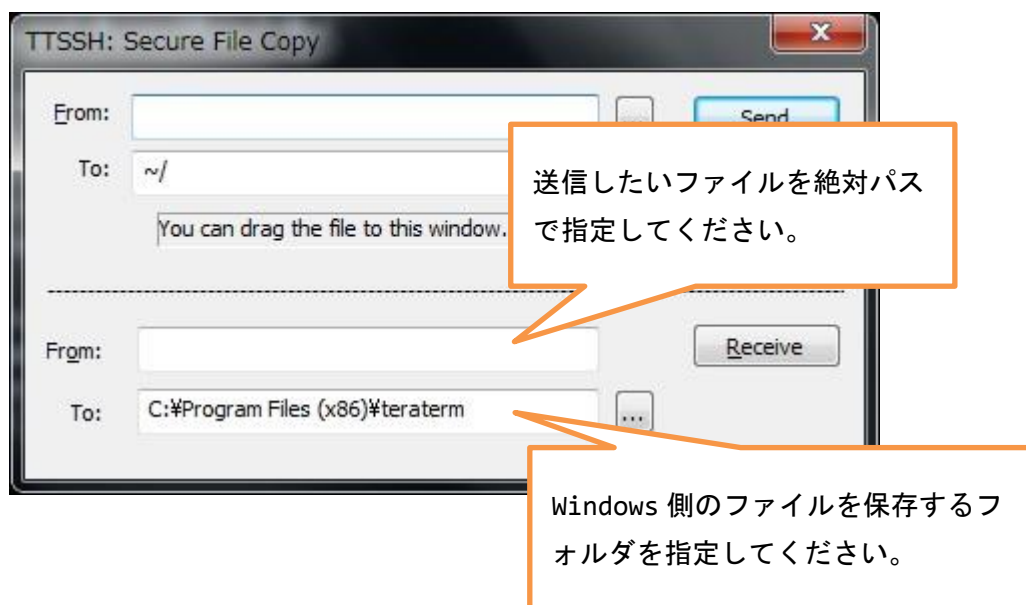 TTSSH: Secure File Copy
From:
...
Send
To:
~/
送信したいファイルを絶対パス
で指定してください。
You can drag the file to this window.
From:
Receive
To:
C:¥Program Files (x86)¥teraterm
...
Windows 側のファイルを保存するフ
ォルダを指定してください。